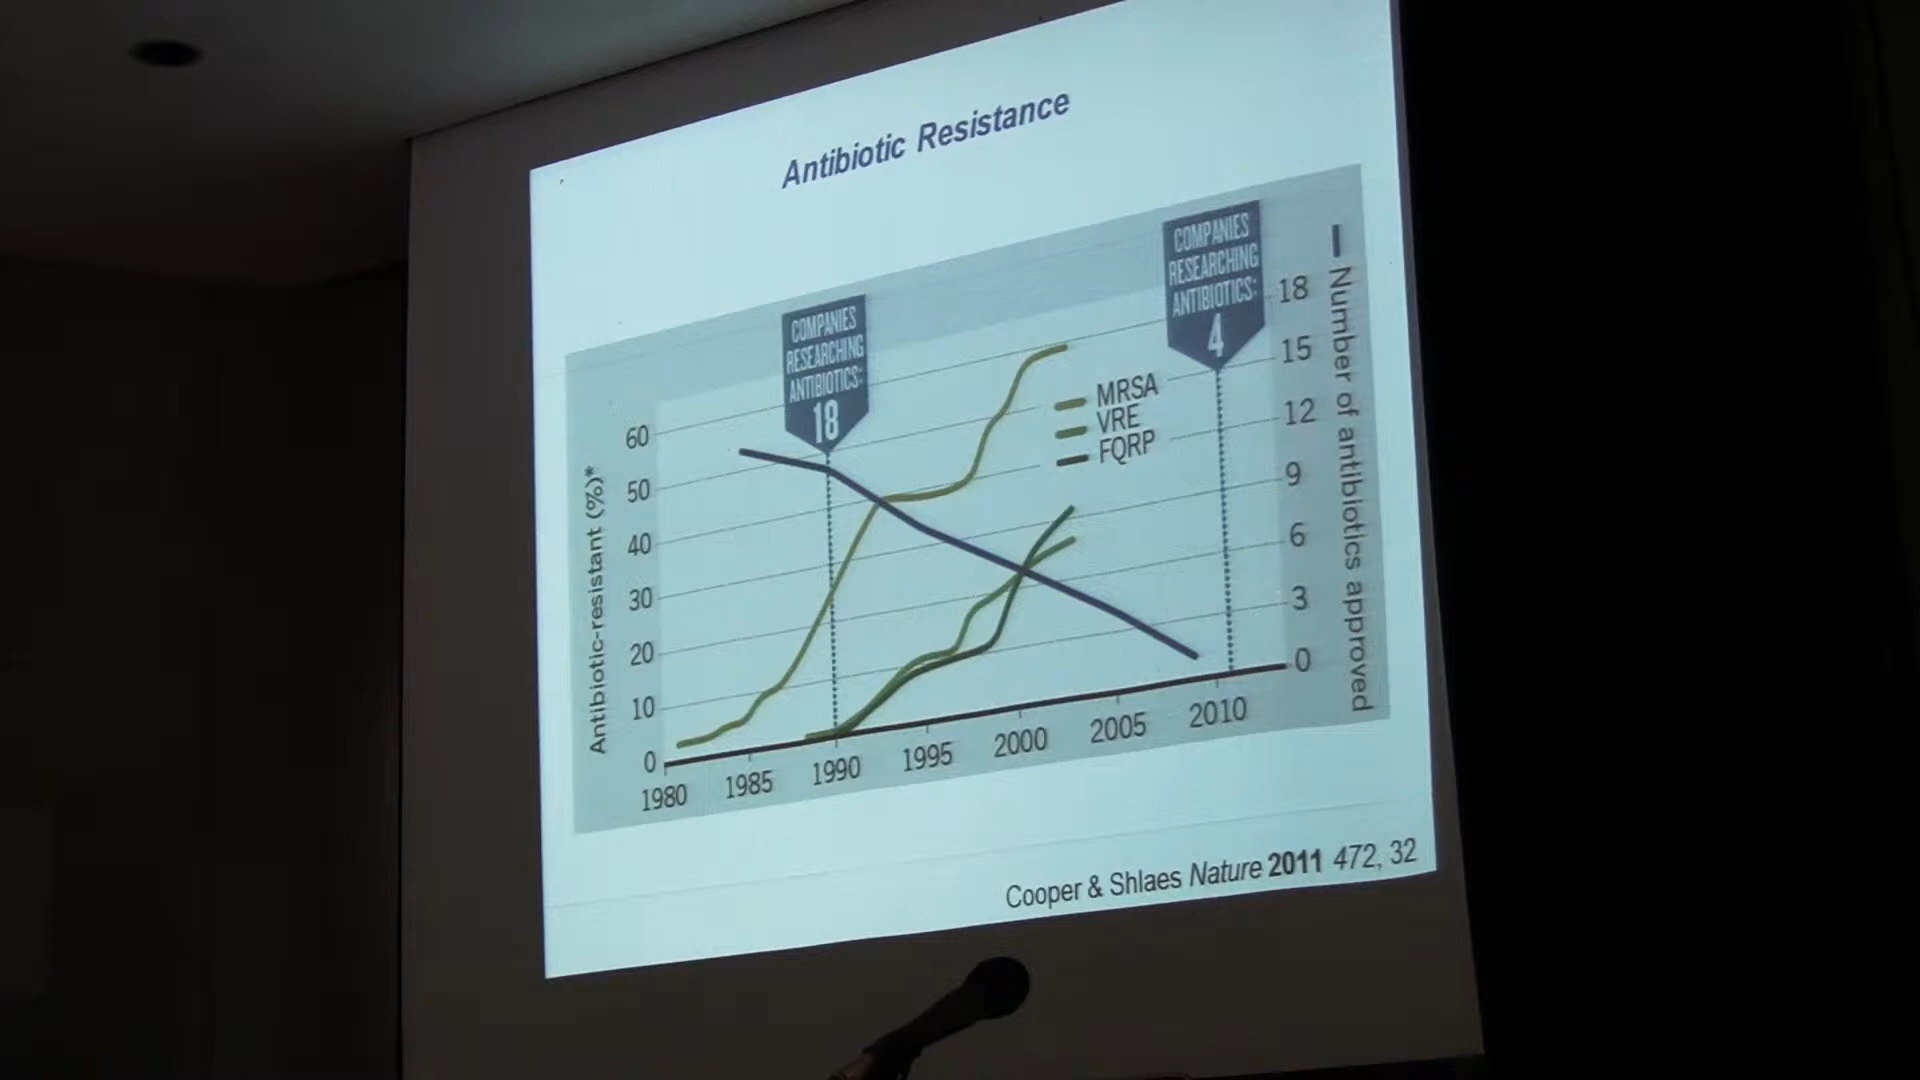 Antibiotic Resistance
COMPANIES
RESEARCHING
ANTIBIOTICS:
18
COMPANIES
RESEARCHING
ANTIBIOTICS:
4
Antibiotic-resistant (%)*
60
50
40
30
20
10
0
MRSA
VRE
FQRP
18
15
12
9
6
3
0
Number of antibiotics approved
1980 1985 1990 1995 2000 2005 2010
Cooper & Shlaes Nature 2011 472, 32